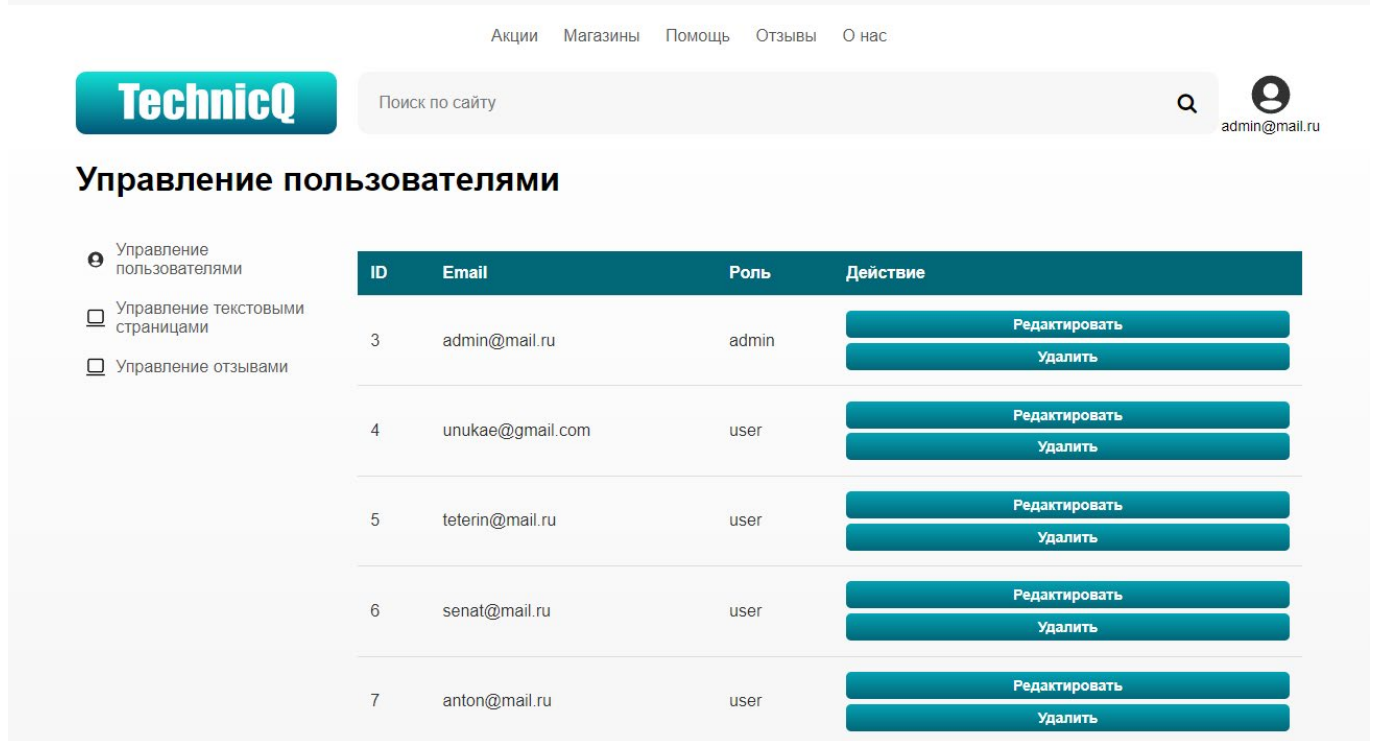 Акции Магазины Помощь Отзывы О нас
TechnicQ
Поиск по сайту
admin@mail.ru
Управление пользователями
Управление
пользователями
Управление текстовыми
страницами
Управление отзывами
ID Email Роль Действие
3 admin@mail.ru admin Редактировать
Удалить
4 unukae@gmail.com user Редактировать
Удалить
5 teterin@mail.ru user Редактировать
Удалить
6 senat@mail.ru user Редактировать
Удалить
7 anton@mail.ru user Редактировать
Удалить